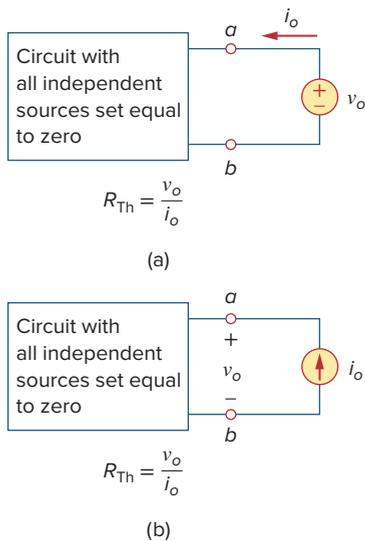 a
i_o
Circuit with
all independent
sources set equal
to zero
+
−
v_o
b
R_Th = v_o / i_o
(a)
a
Circuit with
all independent
sources set equal
to zero
+
v_o
−
i_o
b
R_Th = v_o / i_o
(b)